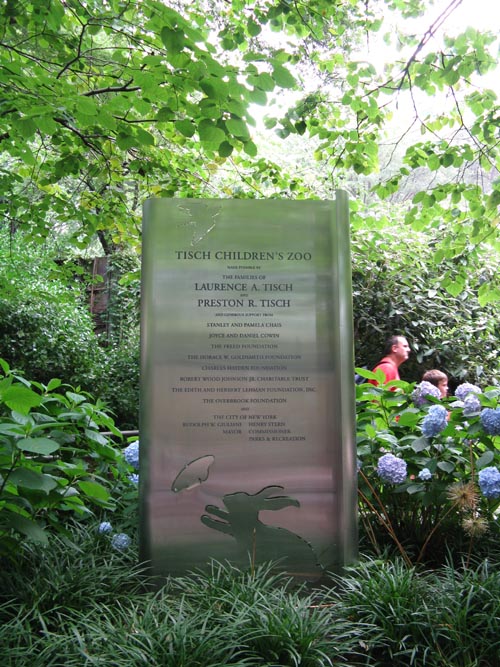 TISCH CHILDREN'S ZOO
MADE POSSIBLE BY
THE FAMILIES OF
LAURENCE A. TISCH
AND
PRESTON R. TISCH
AND GENEROUS SUPPORT FROM
STANLEY AND PAMELA CHAIS
JOYCE AND DANIEL COWIN
THE FREED FOUNDATION
THE HORACE W. GOLDSMITH FOUNDATION
CHARLES HAYDEN FOUNDATION
ROBERT WOOD JOHNSON JR. CHARITABLE TRUST
THE EDITH AND HERBERT LEHMAN FOUNDATION, INC.
THE OVERBROOK FOUNDATION
AND
THE CITY OF NEW YORK
RUDOLPH W. GIULIANI HENRY STERN
MAYOR COMMISSIONER
PARKS & RECREATION